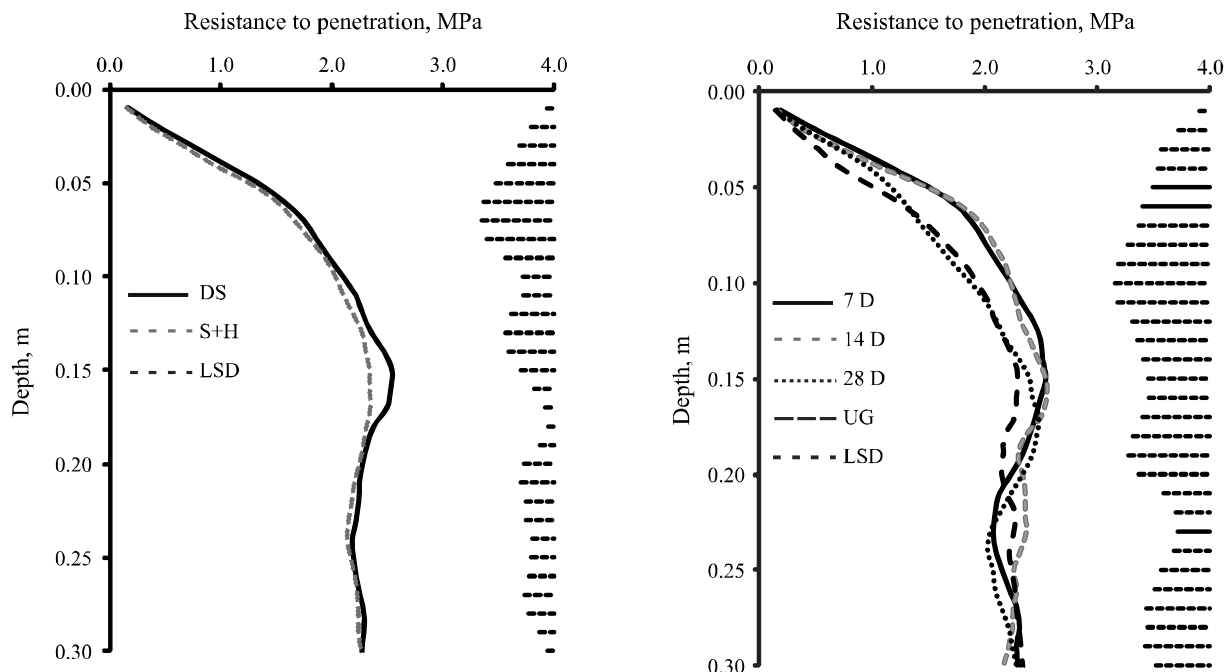 Resistance to penetration, MPa
0.0 1.0 2.0 3.0 4.0
0.00
0.05
0.10
0.15
0.20
0.25
0.30
Depth, m
DS
S+H
LSD
Resistance to penetration, MPa
0.0 1.0 2.0 3.0 4.0
0.00
0.05
0.10
0.15
0.20
0.25
0.30
Depth, m
7 D
14 D
28 D
UG
LSD